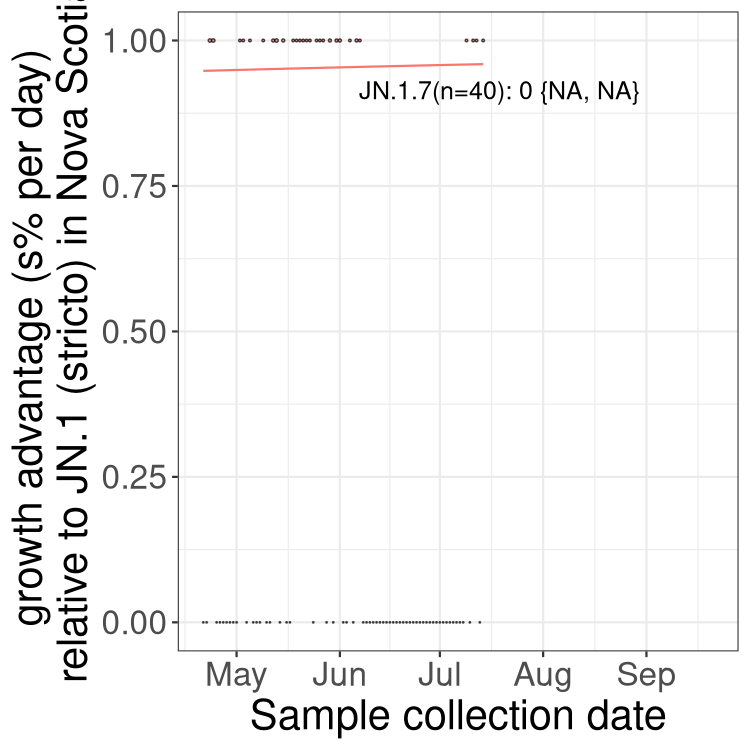 growth advantage (s% per day)
relative to JN.1 (stricto) in Nova Scotia
1.00
0.75
0.50
0.25
0.00
JN.1.7(n=40): 0 {NA, NA}
May Jun Jul Aug Sep
Sample collection date